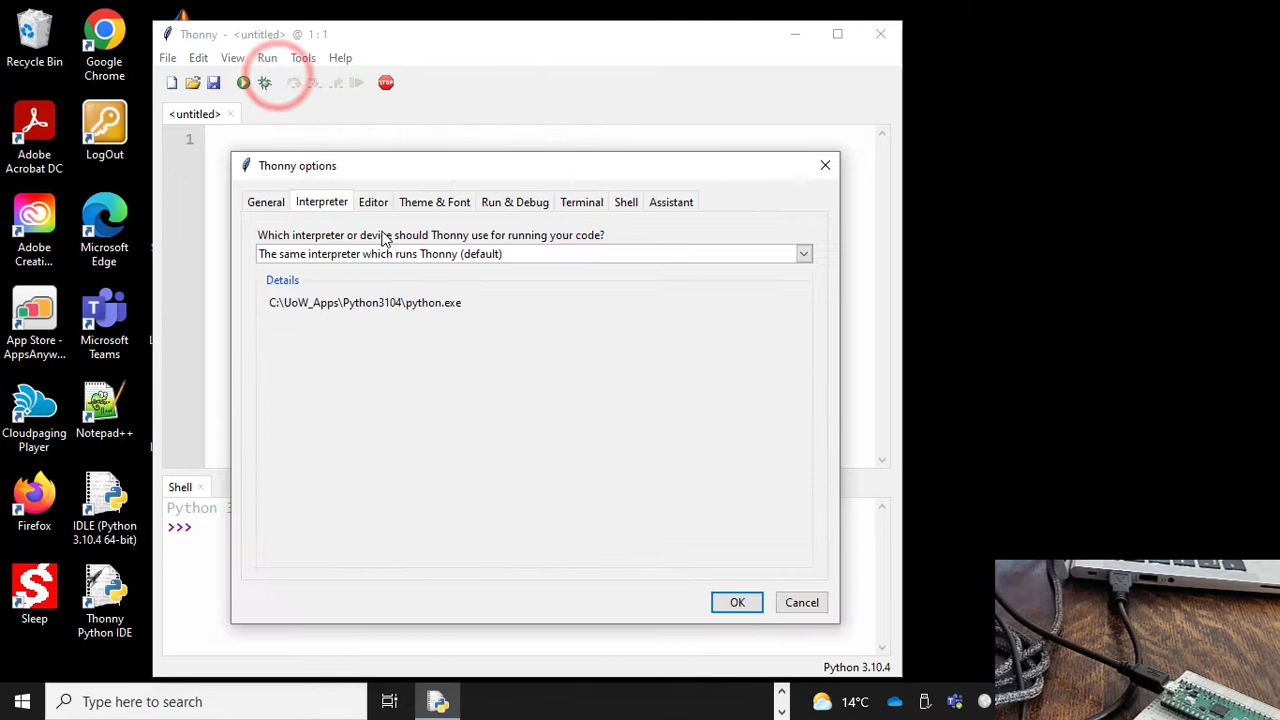 Thonny - <untitled> @ 1 : 1
File Edit View Run Tools Help
STOP
<untitled>
1
Thonny options
General Interpreter Editor Theme & Font Run & Debug Terminal Shell Assistant
Which interpreter or device should Thonny use for running your code?
The same interpreter which runs Thonny (default)
Details
C:\UoW_Apps\Python3104\python.exe
OK Cancel
Shell
Python 3
>>>
Python 3.10.4
Recycle Bin
Google
Chrome
Adobe
Acrobat DC
LogOut
Adobe
Creati...
Microsoft
Edge
App Store -
AppsAnyw...
Microsoft
Teams
Cloudpaging
Player
Notepad++
Firefox
IDLE (Python
3.10.4 64-bit)
Sleep
Thonny
Python IDE
Type here to search
14°C